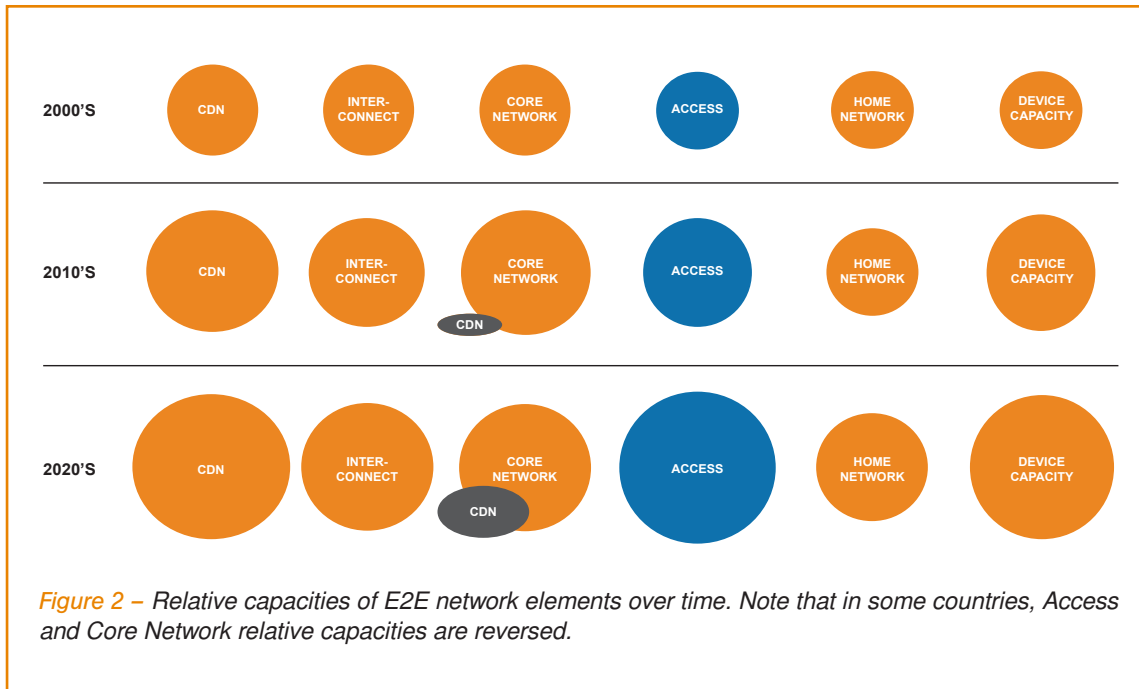 2000'S
CDN
INTER-
CONNECT
CORE
NETWORK
ACCESS
HOME
NETWORK
DEVICE
CAPACITY
2010'S
CDN
INTER-
CONNECT
CORE
NETWORK
CDN
ACCESS
HOME
NETWORK
DEVICE
CAPACITY
2020'S
CDN
INTER-
CONNECT
CORE
NETWORK
CDN
ACCESS
HOME
NETWORK
DEVICE
CAPACITY
Figure 2 – Relative capacities of E2E network elements over time. Note that in some countries, Access
and Core Network relative capacities are reversed.